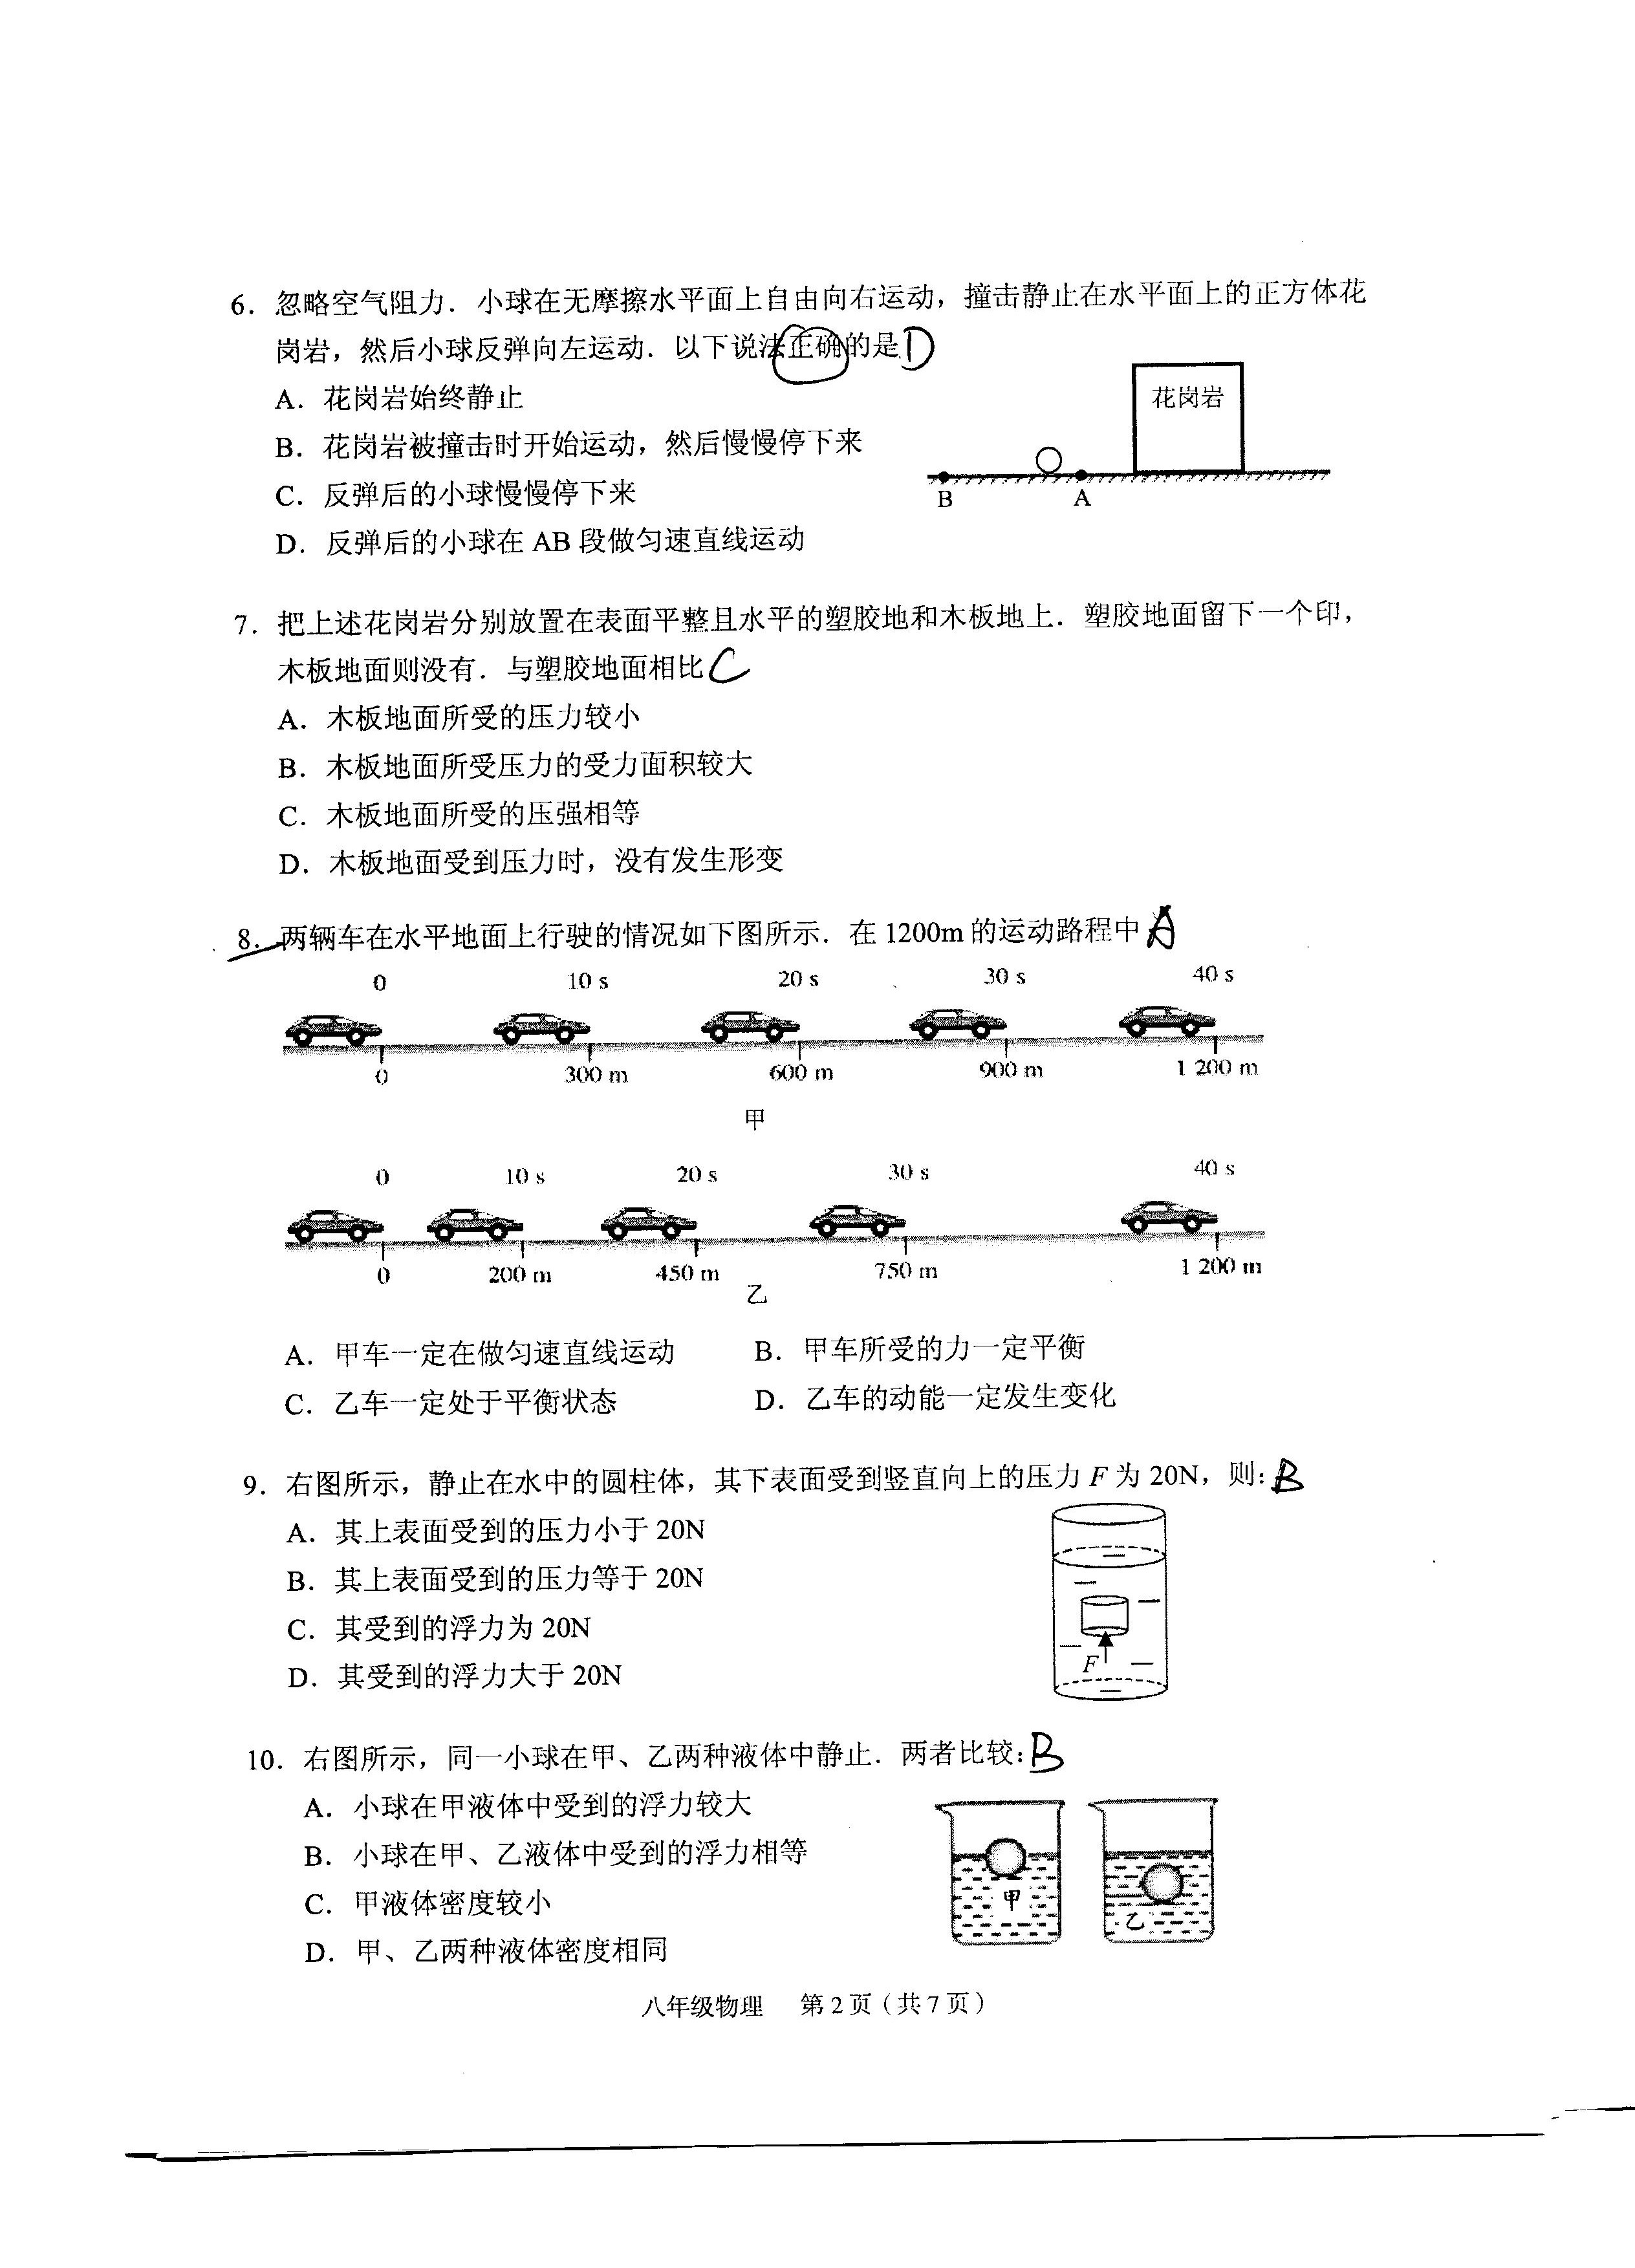 6．忽略空气阻力．小球在无摩擦水平面上自由向右运动，撞击静止在水平面上的正方体花
岗岩，然后小球反弹向左运动．以下说法正确的是D
A．花岗岩始终静止
B．花岗岩被撞击时开始运动，然后慢慢停下来
C．反弹后的小球慢慢停下来
D．反弹后的小球在 AB 段做匀速直线运动
花岗岩
B A
7．把上述花岗岩分别放置在表面平整且水平的塑胶地和木板地上．塑胶地面留下一个印，
木板地面则没有．与塑胶地面相比C
A．木板地面所受的压力较小
B．木板地面所受压力的受力面积较大
C．木板地面所受的压强相等
D．木板地面受到压力时，没有发生形变
8．两辆车在水平地面上行驶的情况如下图所示．在 1200m 的运动路程中A
0 10 s 20 s 30 s 40 s
0 300 m 600 m 900 m 1 200 m
甲
0 10 s 20 s 30 s 40 s
0 200 m 450 m 750 m 1 200 m
乙
A．甲车一定在做匀速直线运动 B．甲车所受的力一定平衡
C．乙车一定处于平衡状态 D．乙车的动能一定发生变化
9．右图所示，静止在水中的圆柱体，其下表面受到竖直向上的压力 F 为 20N，则：B
A．其上表面受到的压力小于 20N
B．其上表面受到的压力等于 20N
C．其受到的浮力为 20N
D．其受到的浮力大于 20N
F
10．右图所示，同一小球在甲、乙两种液体中静止．两者比较：B
A．小球在甲液体中受到的浮力较大
B．小球在甲、乙液体中受到的浮力相等
C．甲液体密度较小
D．甲、乙两种液体密度相同
甲 乙
八年级物理 第 2 页（共 7 页）